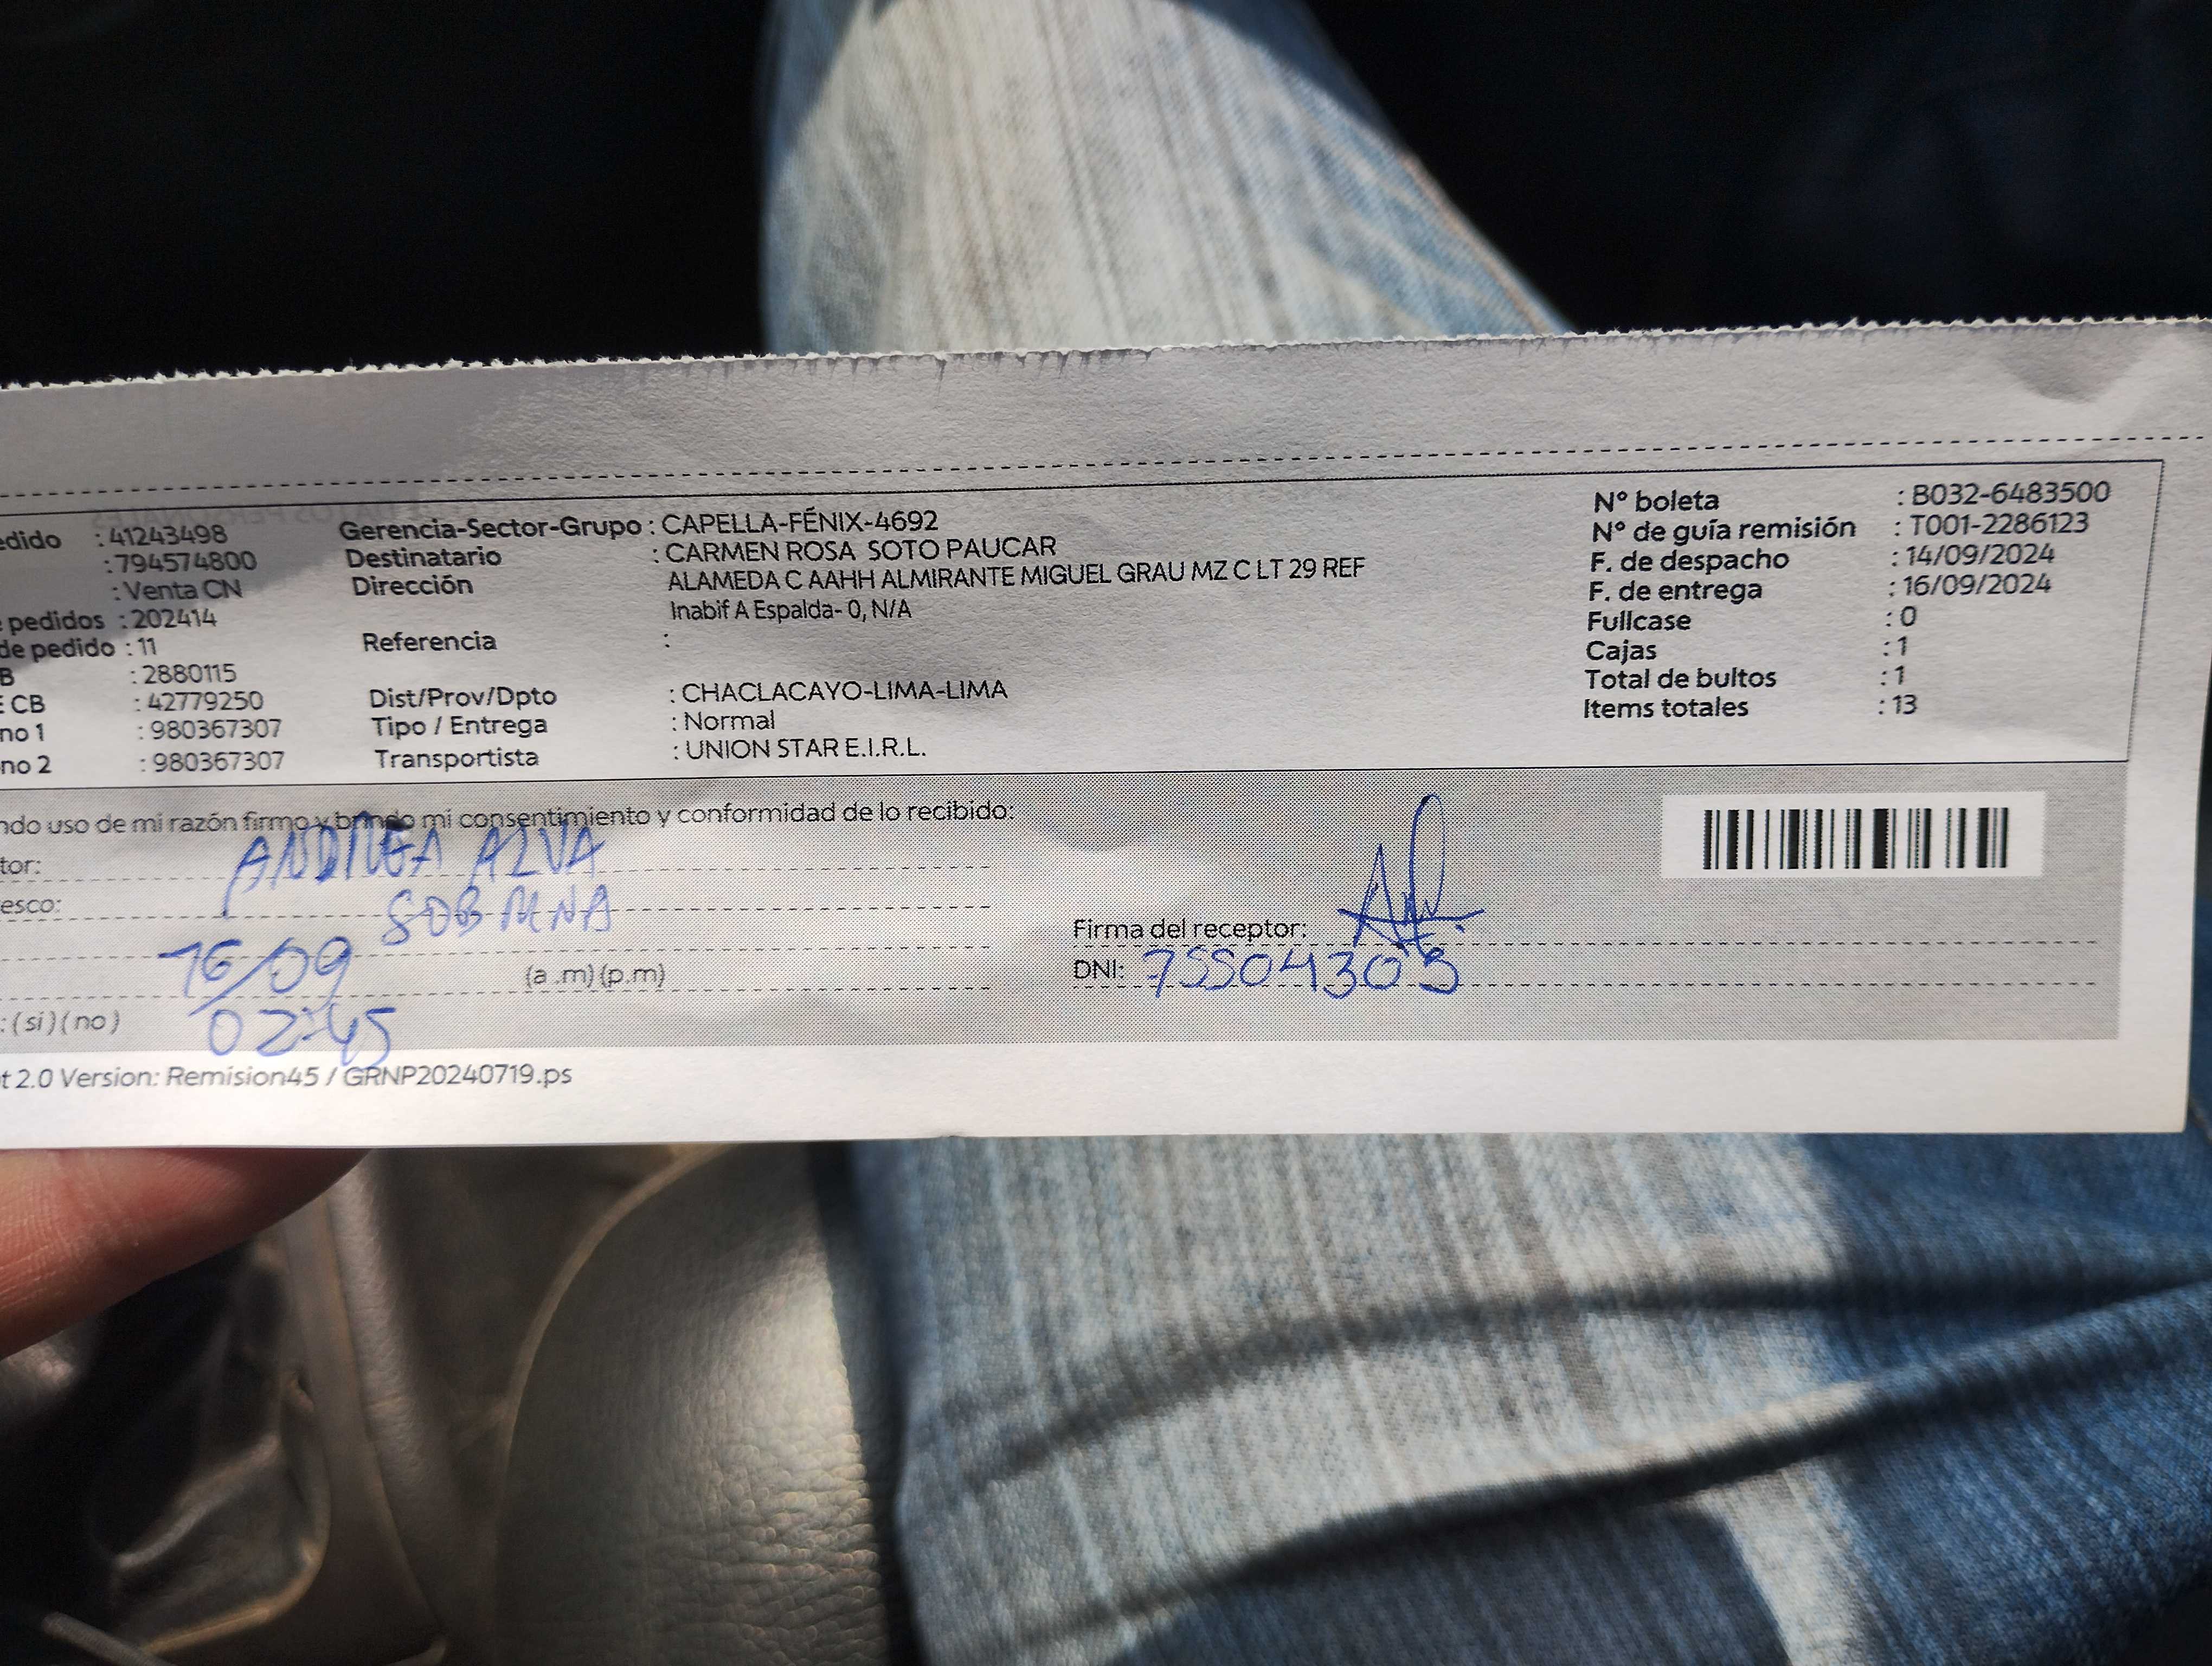 edido : 41243498 Gerencia-Sector-Grupo : CAPELLA-FÉNIX-4692 Nº boleta : B032-6483500
: 794574800 Destinatario : CARMEN ROSA SOTO PAUCAR Nº de guía remisión : T001-2286123
: Venta CN Dirección ALAMEDA C AAHH ALMIRANTE MIGUEL GRAU MZ C LT 29 REF F. de despacho : 14/09/2024
Inabif A Espalda- 0, N/A F. de entrega : 16/09/2024
pedidos : 202414 Fullcase : 0
de pedido : 11 Referencia : Cajas : 1
B : 2880115 Total de bultos : 1
CB : 42779250 Dist/Prov/Dpto : CHACLACAYO-LIMA-LIMA Items totales : 13
no 1 : 980367307 Tipo / Entrega : Normal
no 2 : 980367307 Transportista : UNION STAR E.I.R.L.
ndo uso de mi razón firmo y brindo mi consentimiento y conformidad de lo recibido:
tor: ANDREA ALVA
esco: SOBRINA
Firma del receptor:
16/09 (a.m)(p.m) DNI: 75504303
: (si)(no) 02:45
t 2.0 Version: Remision45 / GRNP20240719.ps